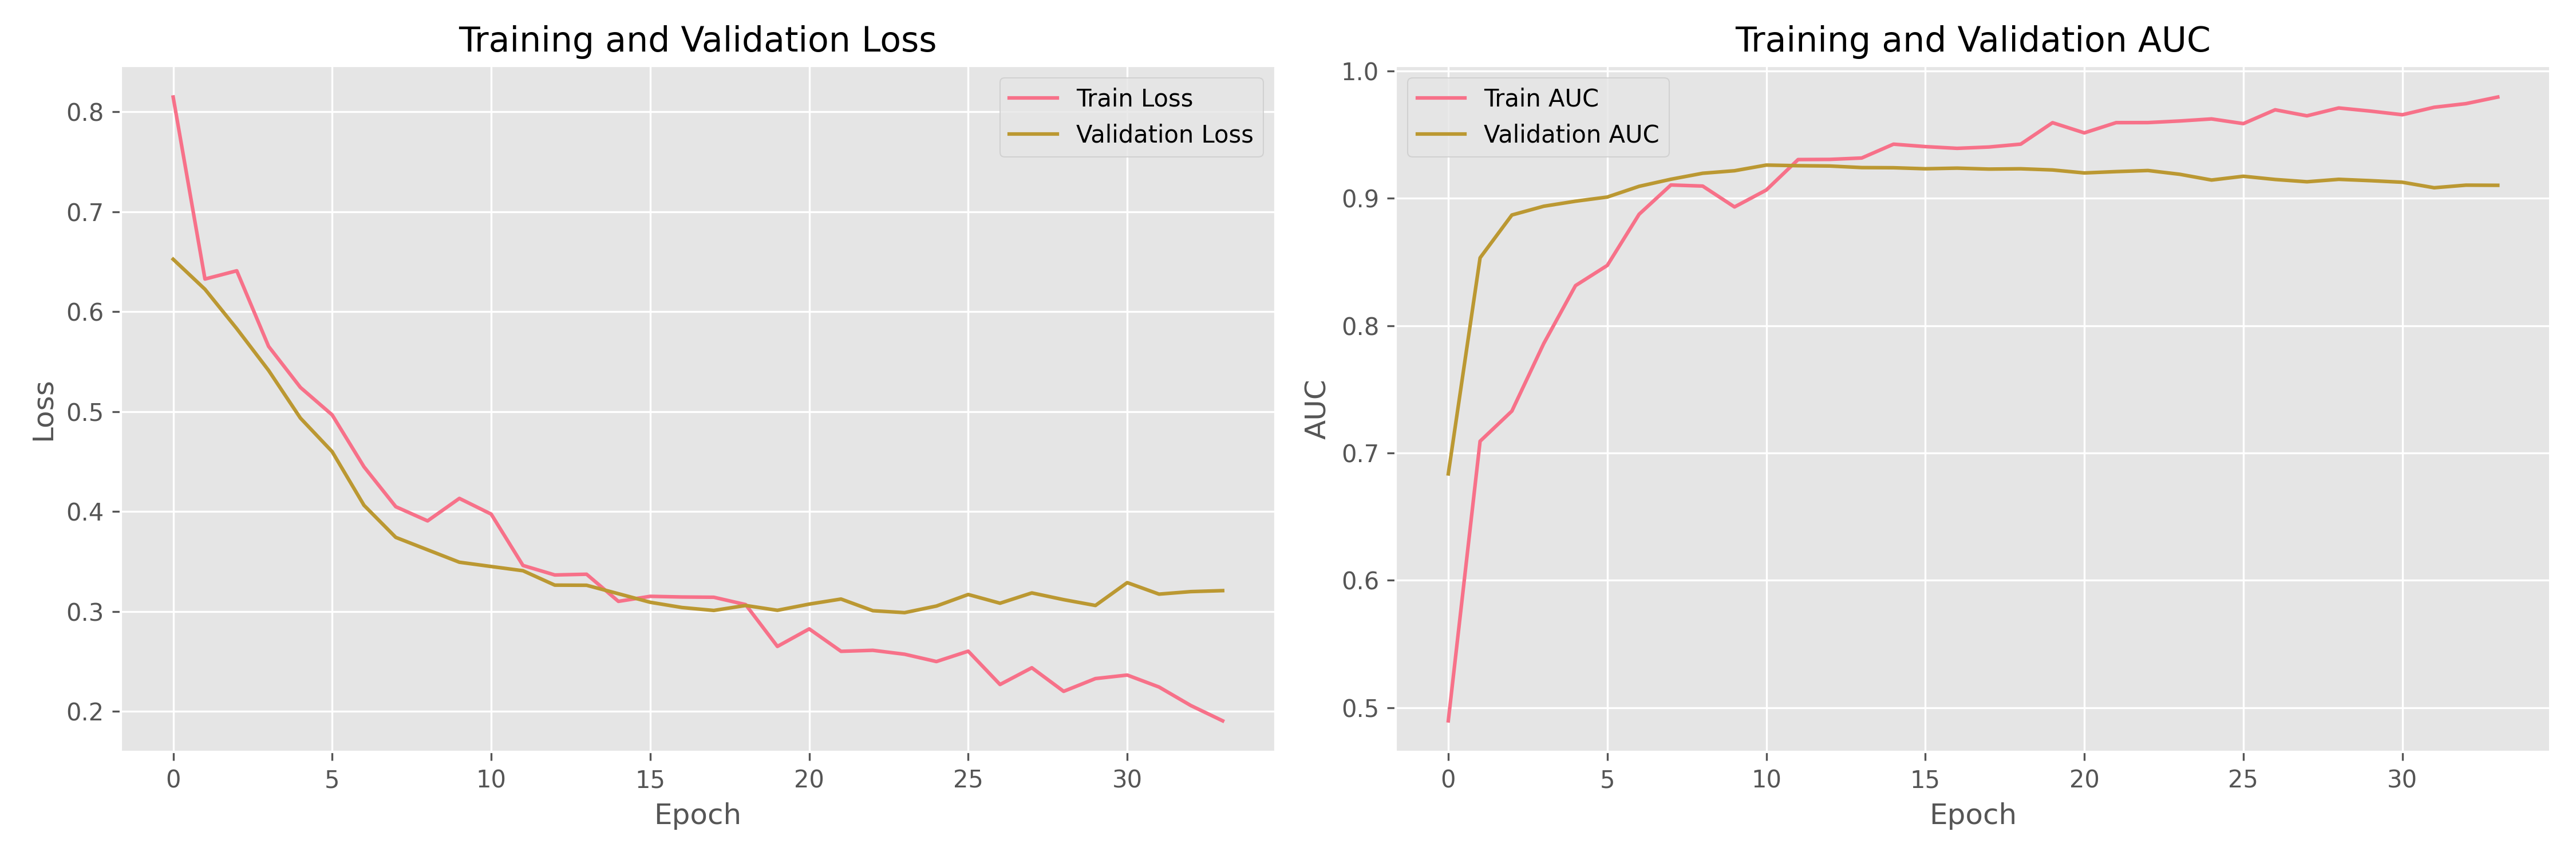 Training and Validation Loss
Train Loss
Validation Loss
0.8
0.7
0.6
0.5
0.4
0.3
0.2
Loss
0 5 10 15 20 25 30
Epoch
Training and Validation AUC
Train AUC
Validation AUC
1.0
0.9
0.8
0.7
0.6
0.5
AUC
0 5 10 15 20 25 30
Epoch